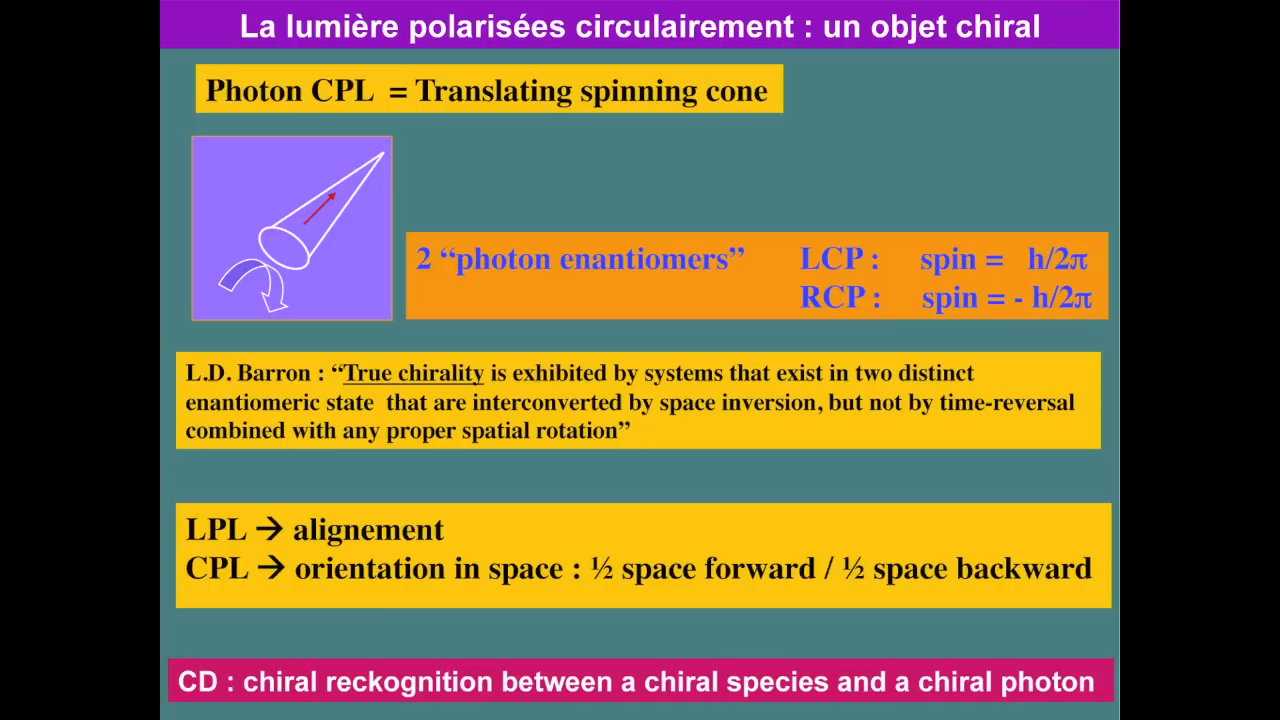 La lumière polarisées circulairement : un objet chiral
Photon CPL = Translating spinning cone
2 “photon enantiomers” LCP : spin = h/2π
RCP : spin = - h/2π
L.D. Barron : “True chirality is exhibited by systems that exist in two distinct
enantiomeric state that are interconverted by space inversion, but not by time-reversal
combined with any proper spatial rotation”
LPL → alignement
CPL → orientation in space : ½ space forward / ½ space backward
CD : chiral reckognition between a chiral species and a chiral photon